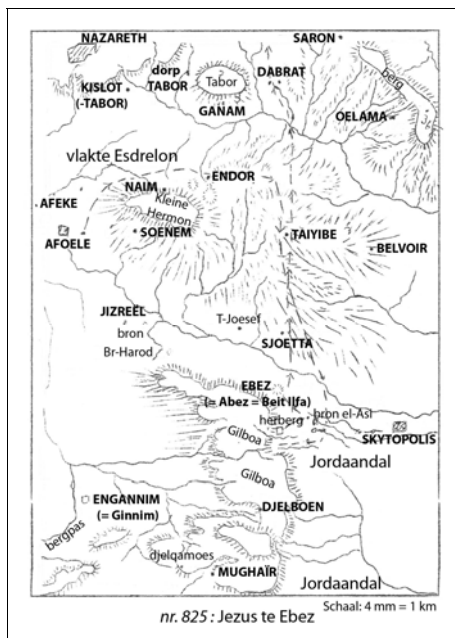 NAZARETH
SARON
dorp
TABOR
Tabor
DABRAT
berg
KISLOT
(-TABOR)
GANAM
OELAMA
vlakte Esdrelon
ENDOR
NAIM
Kleine
Hermon
AFEKE
AFOELE
SOENEM
TAIYIBE
BELVOIR
JIZREËL
bron
Br-Harod
T-Joesef
SJOETTA
EBEZ
(= Abez = Beit Ilfa)
herberg
bron el-Asi
SKYTOPOLIS
Gilboa
Jordaandal
Gilboa
ENGANNIM
(= Ginnim)
DJELBOEN
bergpas
djelqamoes
MUGHAÏR
Jordaandal
Schaal: 4 mm = 1 km
nr. 825 : Jezus te Ebez